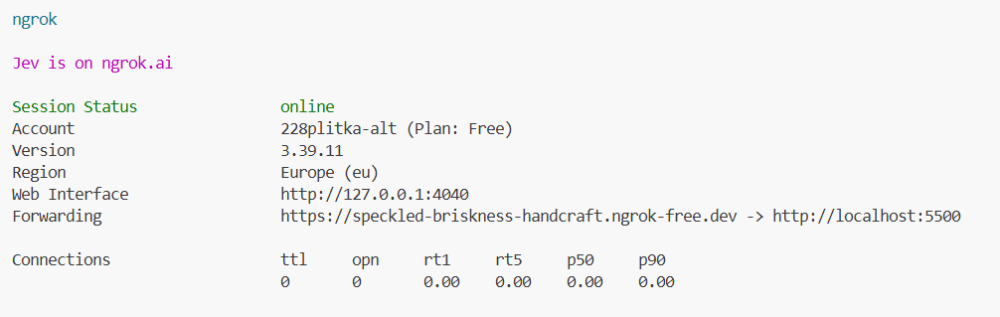 ngrok
Jev is on ngrok.ai
Session Status online
Account 228plitka-alt (Plan: Free)
Version 3.39.11
Region Europe (eu)
Web Interface http://127.0.0.1:4040
Forwarding https://speckled-briskness-handcraft.ngrok-free.dev -> http://localhost:5500
Connections ttl opn rt1 rt5 p50 p90
0 0 0.00 0.00 0.00 0.00